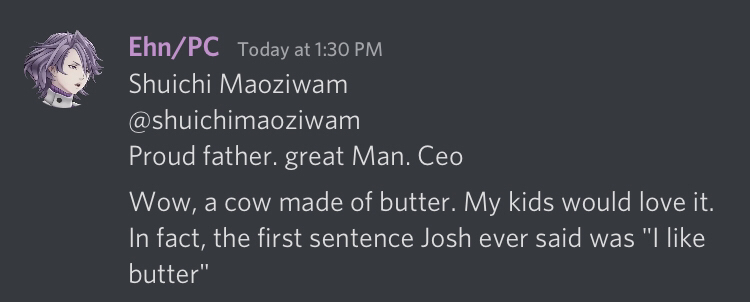 Ehn/PC Today at 1:30 PM
Shuichi Maoziwam
@shuichimaoziwam
Proud father. great Man. Ceo
Wow, a cow made of butter. My kids would love it.
In fact, the first sentence Josh ever said was "I like
butter"